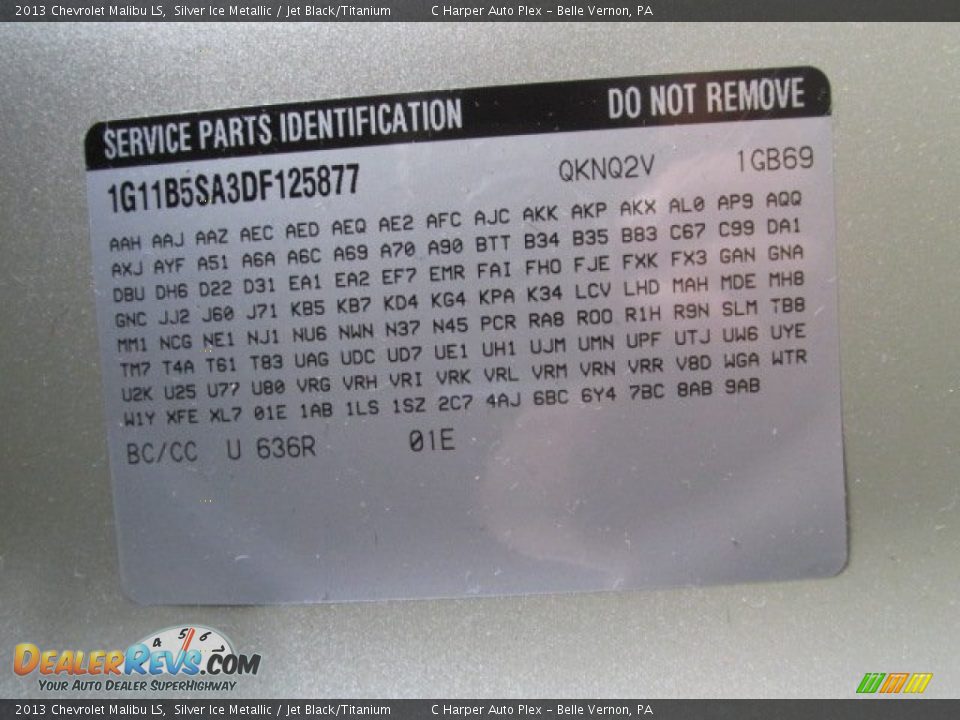 2013 Chevrolet Malibu LS, Silver Ice Metallic / Jet Black/Titanium C Harper Auto Plex - Belle Vernon, PA
SERVICE PARTS IDENTIFICATION DO NOT REMOVE
1G11B5SA3DF125877 QKNQ2V 1GB69
AAH AAJ AAZ AEC AED AEQ AE2 AFC AJC AKK AKP AKX AL0 AP9 AQQ
AXJ AYF A51 A6A A6C A69 A70 A90 BTT B34 B35 B83 C67 C99 DA1
DBU DH6 D22 D31 EA1 EA2 EF7 EMR FAI FHO FJE FXK FX3 GAN GNA
GNC JJ2 J60 J71 KB5 KB7 KD4 KG4 KPA K34 LCV LHD MAH MDE MH8
MM1 NCG NE1 NJ1 NU6 NWN N37 N45 PCR RA8 ROO R1H R9N SLM TB8
TM7 T4A T61 T83 UAG UDC UD7 UE1 UH1 UJM UMN UPF UTJ UW6 UYE
U2K U25 U77 U80 VRG VRH VRI VRK VRL VRM VRN VRR V8D WGA WTR
W1Y XFE XL7 01E 1AB 1LS 1SZ 2C7 4AJ 6BC 6Y4 7BC 8AB 9AB
BC/CC U 636R 01E
4 5 6
DealerRevs.com
Your Auto Dealer SuperHighway
2013 Chevrolet Malibu LS, Silver Ice Metallic / Jet Black/Titanium C Harper Auto Plex - Belle Vernon, PA